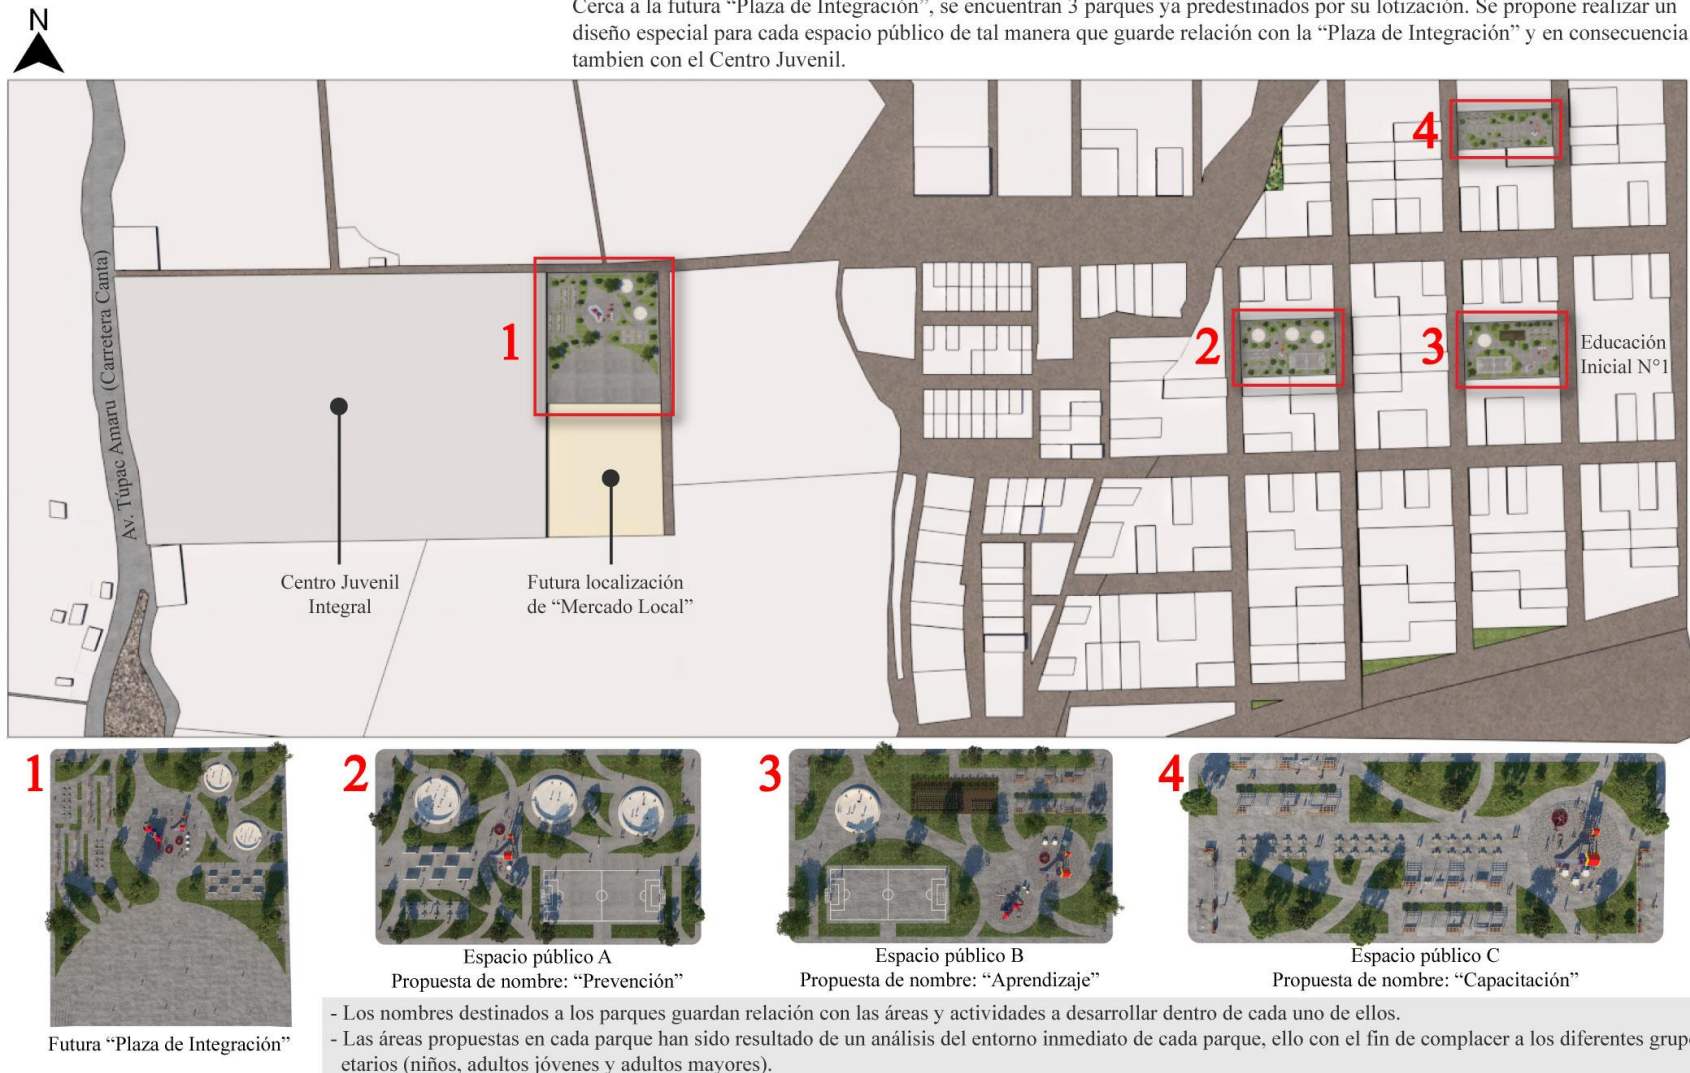 N
Cerca a la futura “Plaza de Integración”, se encuentran 3 parques ya predestinados por su lotización. Se propone realizar un
diseño especial para cada espacio público de tal manera que guarde relación con la “Plaza de Integración” y en consecuencia
tambien con el Centro Juvenil.
Av. Túpac Amaru (Carretera Canta)
1
2
3
4
Educación
Inicial N°1
Centro Juvenil
Integral
Futura localización
de “Mercado Local”
1
Futura “Plaza de Integración”
2
Espacio público A
Propuesta de nombre: “Prevención”
3
Espacio público B
Propuesta de nombre: “Aprendizaje”
4
Espacio público C
Propuesta de nombre: “Capacitación”
- Los nombres destinados a los parques guardan relación con las áreas y actividades a desarrollar dentro de cada uno de ellos.
- Las áreas propuestas en cada parque han sido resultado de un análisis del entorno inmediato de cada parque, ello con el fin de complacer a los diferentes
etarios (niños, adultos jóvenes y adultos mayores).